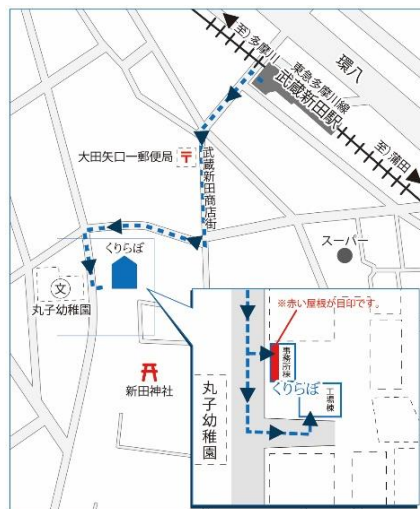 至)多摩川
環八
東急多摩川線
武蔵新田駅
至)蒲田
大田矢口一郵便局
〒
武蔵新田商店街
くりらぼ
スーパー
文
丸子幼稚園
新田神社
※赤い屋根が目印です。
事務所棟
くりらぼ
工場棟
丸子幼稚園